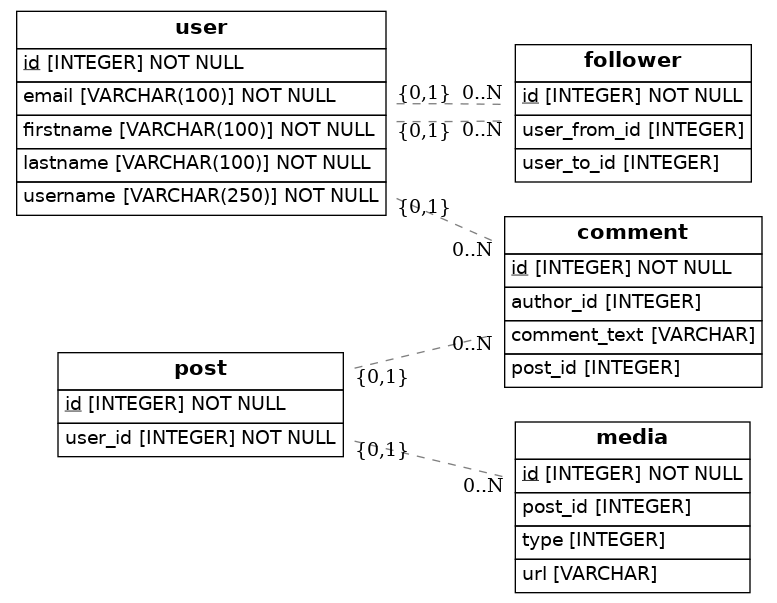 user
id [INTEGER] NOT NULL
email [VARCHAR(100)] NOT NULL
firstname [VARCHAR(100)] NOT NULL
lastname [VARCHAR(100)] NOT NULL
username [VARCHAR(250)] NOT NULL
{0,1} 0..N
{0,1} 0..N
follower
id [INTEGER] NOT NULL
user_from_id [INTEGER]
user_to_id [INTEGER]
{0,1}
0..N
comment
id [INTEGER] NOT NULL
author_id [INTEGER]
comment_text [VARCHAR]
post_id [INTEGER]
0..N
{0,1}
post
id [INTEGER] NOT NULL
user_id [INTEGER] NOT NULL
{0,1}
0..N
media
id [INTEGER] NOT NULL
post_id [INTEGER]
type [INTEGER]
url [VARCHAR]